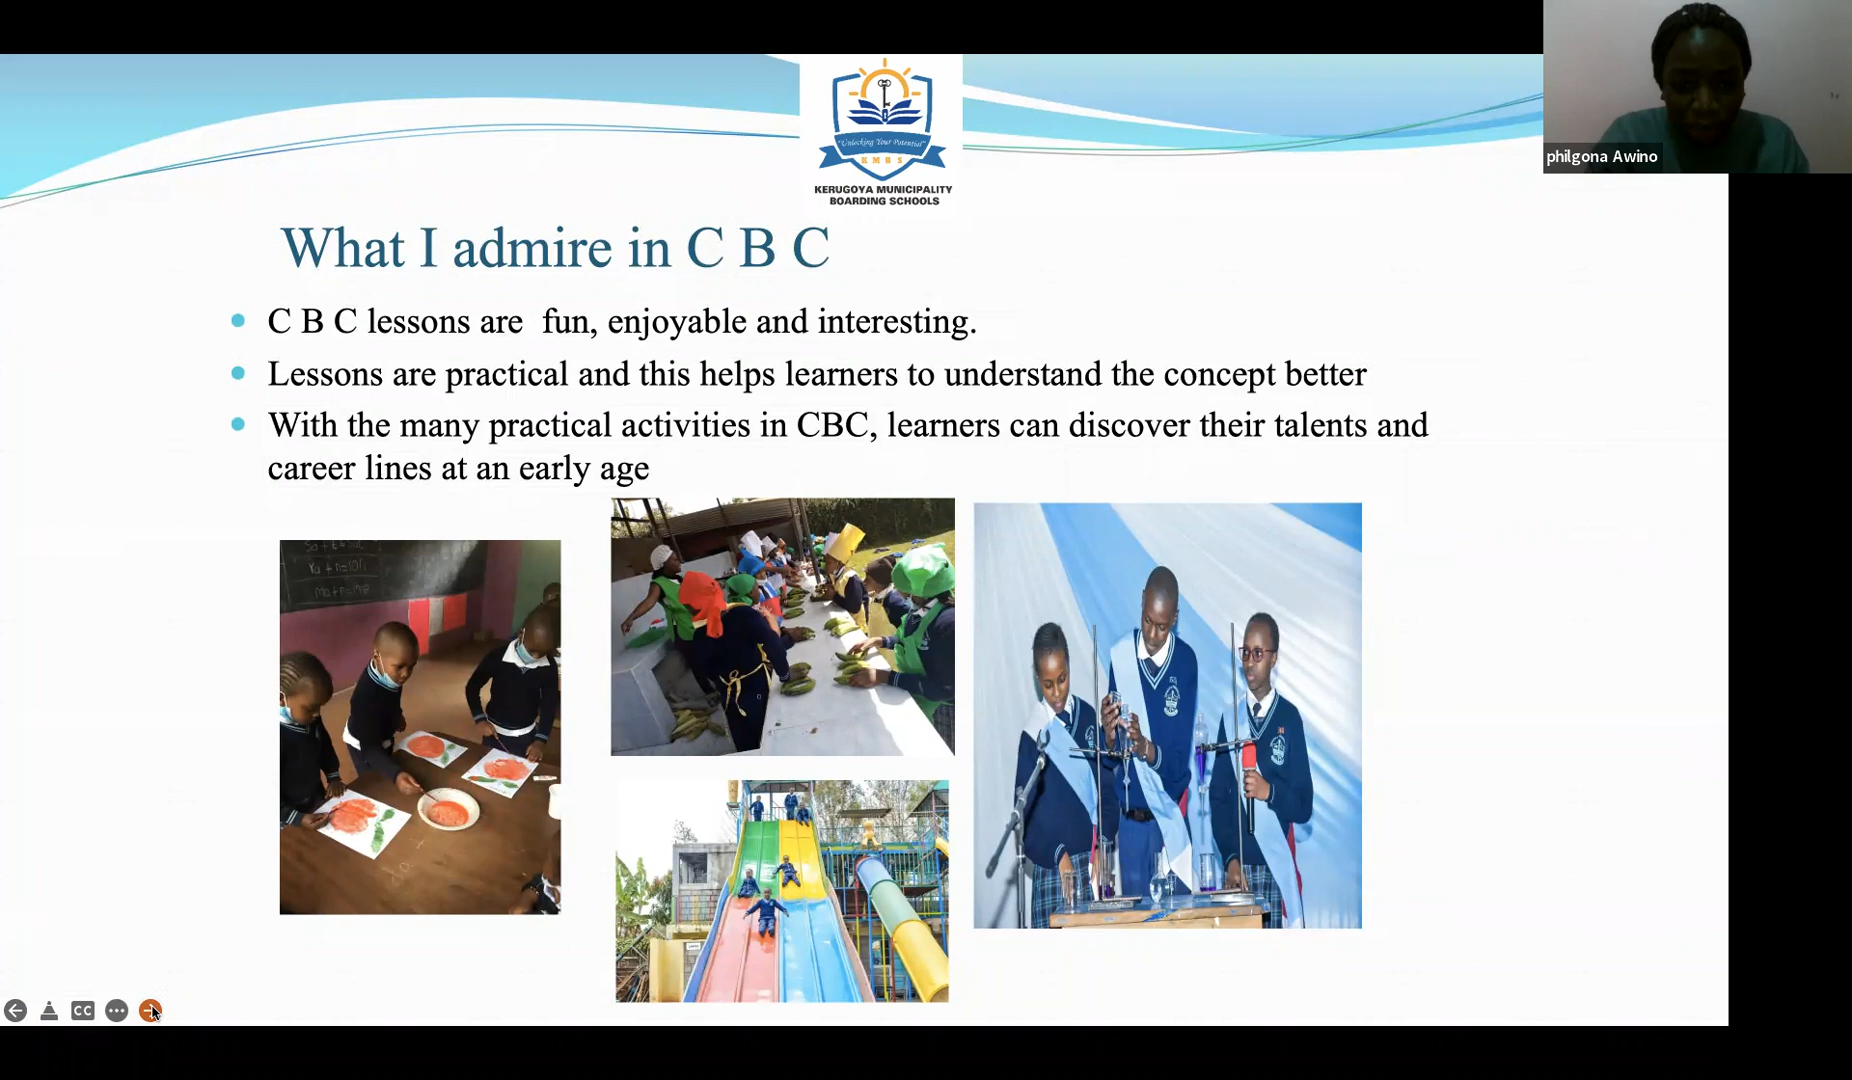 philgona Awino
"Unlocking Your Potential"
K M B S
KERUGOYA MUNICIPALITY
BOARDING SCHOOLS
What I admire in C B C
C B C lessons are fun, enjoyable and interesting.
Lessons are practical and this helps learners to understand the concept better
With the many practical activities in CBC, learners can discover their talents and
career lines at an early age
CC